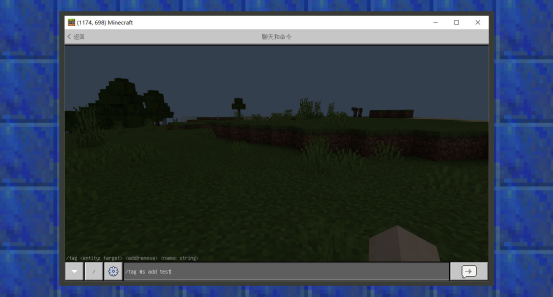 (1174, 698) Minecraft
返回
聊天和命令
/tag <entity: target> <add|remove> <name: string>
/tag @s add test